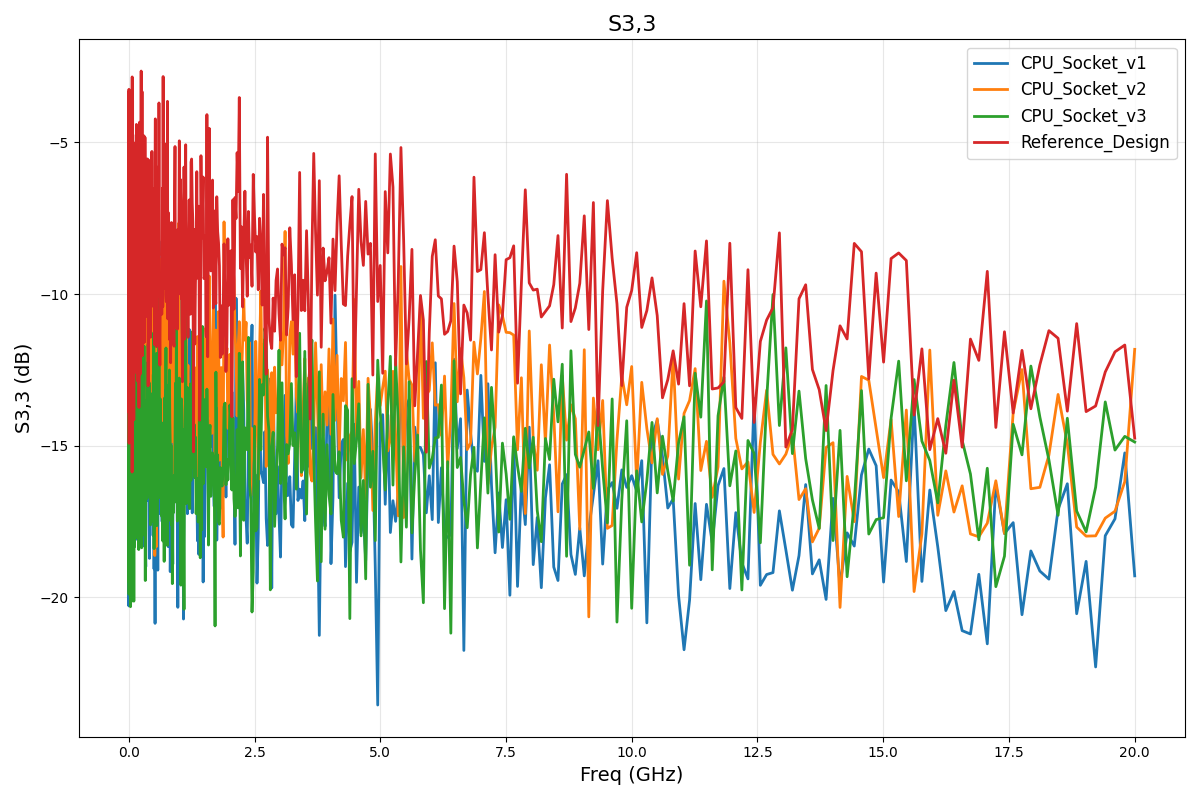 S3,3
CPU_Socket_v1
CPU_Socket_v2
CPU_Socket_v3
Reference_Design
S3,3 (dB)
−5
−10
−15
−20
0.0 2.5 5.0 7.5 10.0 12.5 15.0 17.5 20.0
Freq (GHz)